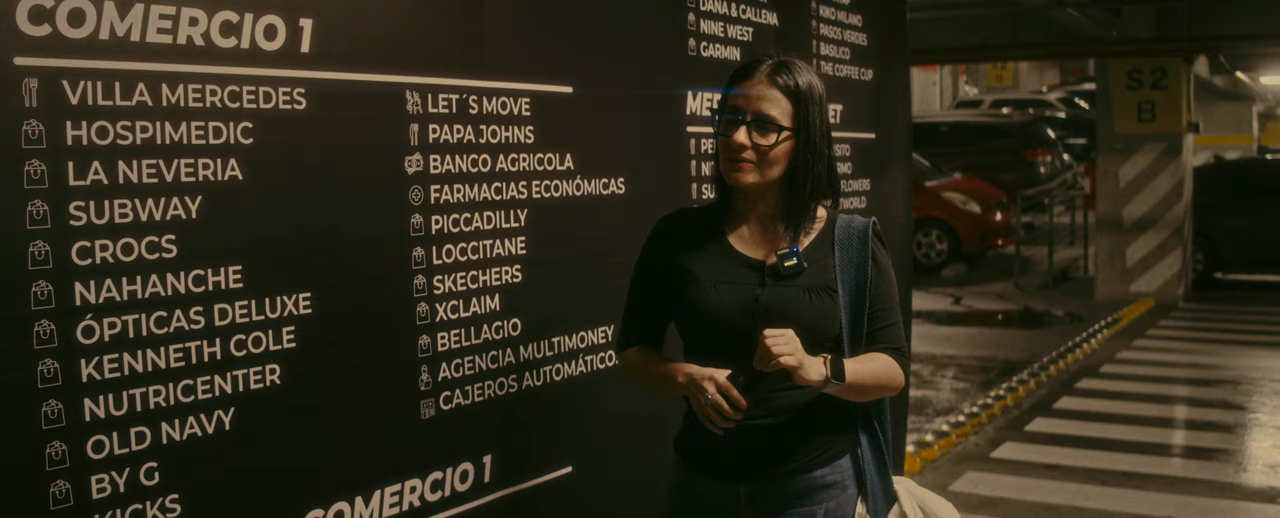 COMERCIO 1
VILLA MERCEDES
HOSPIMEDIC
LA NEVERIA
SUBWAY
CROCS
NAHANCHE
ÓPTICAS DELUXE
KENNETH COLE
NUTRICENTER
OLD NAVY
BY G
KICKS
LET´S MOVE
PAPA JOHNS
BANCO AGRICOLA
FARMACIAS ECONÓMICAS
PICCADILLY
LOCCITANE
SKECHERS
XCLAIM
BELLAGIO
AGENCIA MULTIMONEY
CAJEROS AUTOMÁTICO
COMERCIO 1
DANA & CALLENA
NINE WEST
GARMIN
KIKO MILANO
PASOS VERDES
BASILICO
THE COFFEE CUP
FLOWERS
S2
B